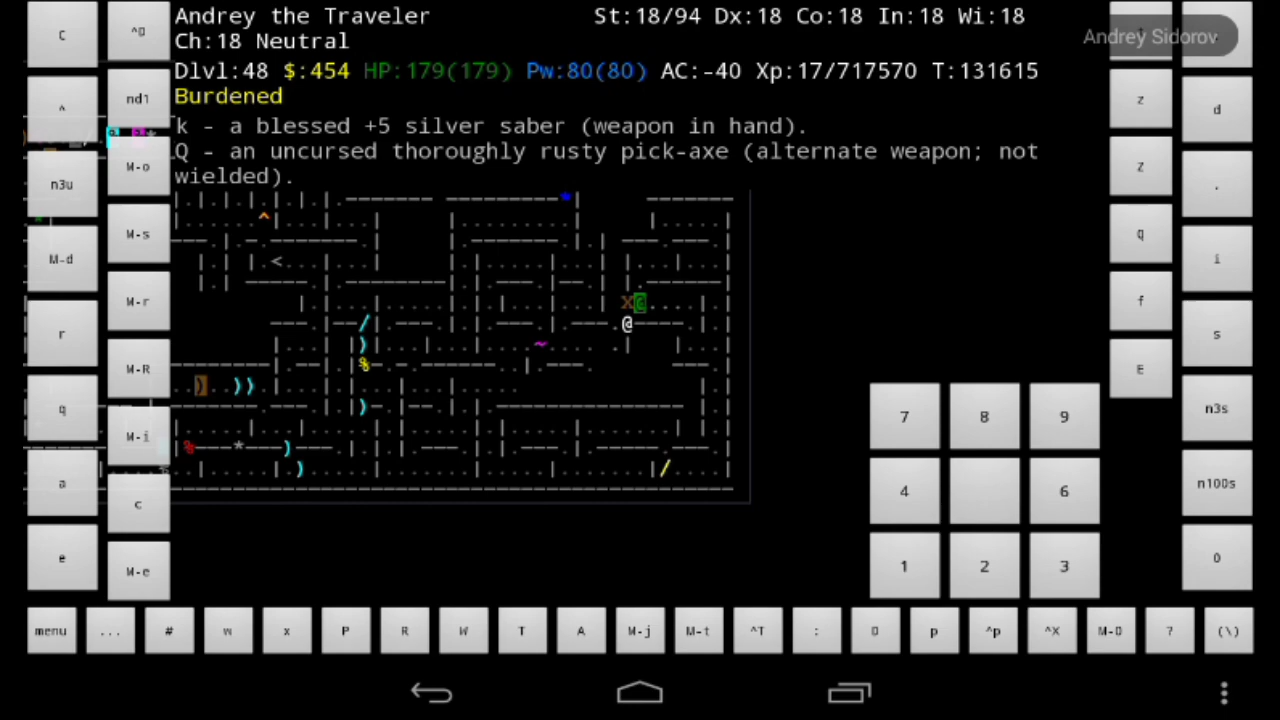 Andrey the Traveler St:18/94 Dx:18 Co:18 In:18 Wi:18
Ch:18 Neutral
Andrey Sidorov
Dlvl:48 $:454 HP:179(179) Pw:80(80) AC:-40 Xp:17/717570 T:131615
Burdened
k - a blessed +5 silver saber (weapon in hand).
Q - an uncursed thoroughly rusty pick-axe (alternate weapon; not
wielded).
C
^D
^
nd1
n3u
M-o
M-d
M-s
r
M-r
q
M-R
a
M-i
e
c
M-e
z
d
Z
.
q
i
f
s
E
n3s
n100s
0
7 8 9
4 6
1 2 3
menu ... # w x P R W T A M-j M-t ^T : D p ^p ^X M-O ? (\)